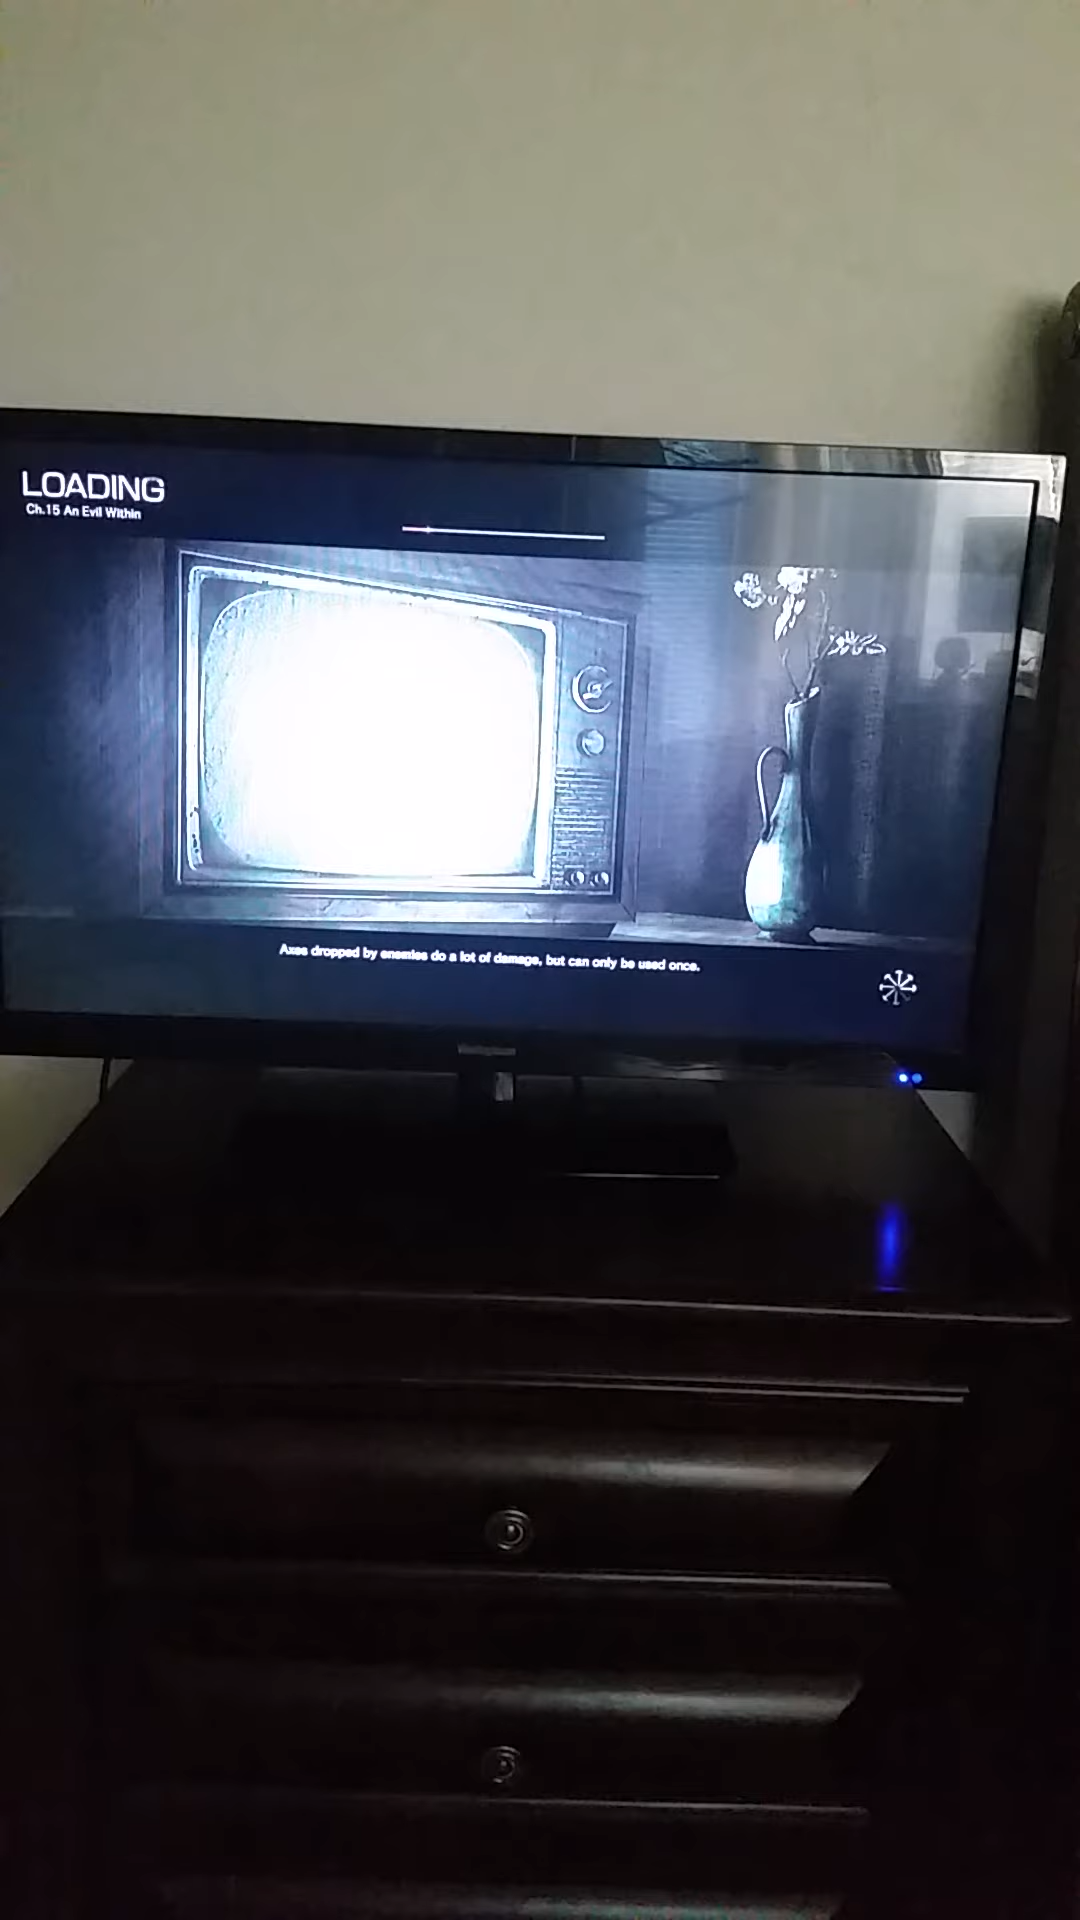 LOADING
Ch.15 An Evil Within
Axes dropped by enemies do a lot of damage, but can only be used once.